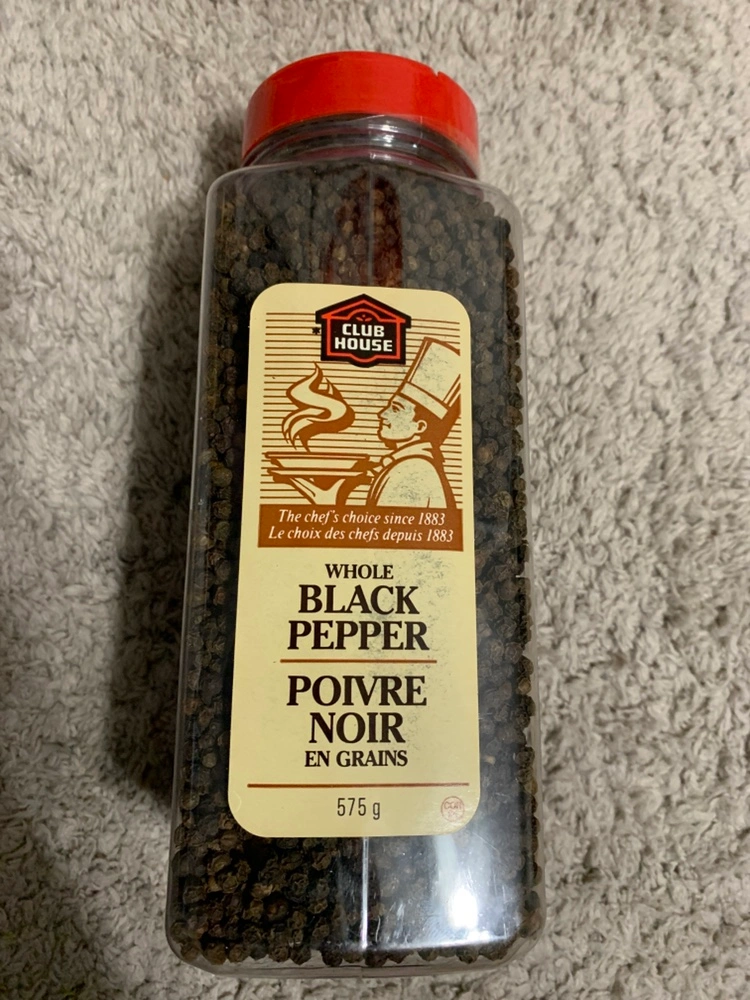 CLUB
HOUSE
The chef's choice since 1883
Le choix des chefs depuis 1883
WHOLE
BLACK
PEPPER
POIVRE
NOIR
EN GRAINS
575 g